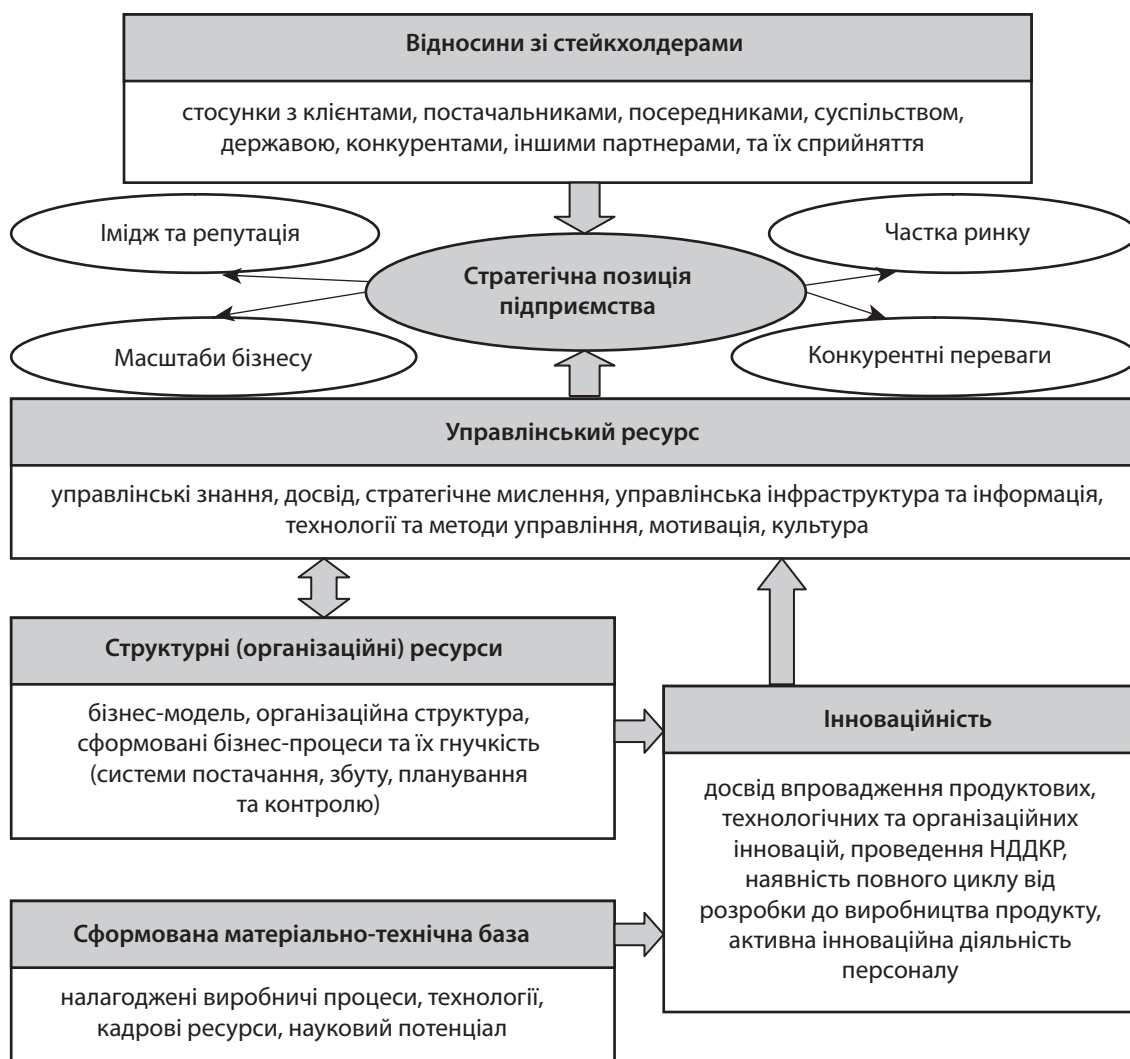 Відносини зі стейкхолдерами
стосунки з клієнтами, постачальниками, посередниками, суспільством,
державою, конкурентами, іншими партнерами, та їх сприйняття
Імідж та репутація
Частка ринку
Стратегічна позиція
підприємства
Масштаби бізнесу
Конкурентні переваги
Управлінський ресурс
управлінські знання, досвід, стратегічне мислення, управлінська інфраструктура та інформація,
технології та методи управління, мотивація, культура
Структурні (організаційні) ресурси
бізнес-модель, організаційна структура,
сформовані бізнес-процеси та їх гнучкість
(системи постачання, збуту, планування
та контролю)
Інноваційність
досвід впровадження продуктових,
технологічних та організаційних
інновацій, проведення НДДКР,
наявність повного циклу від
розробки до виробництва продукту,
активна інноваційна діяльність
персоналу
Сформована матеріально-технічна база
налагоджені виробничі процеси, технології,
кадрові ресурси, науковий потенціал